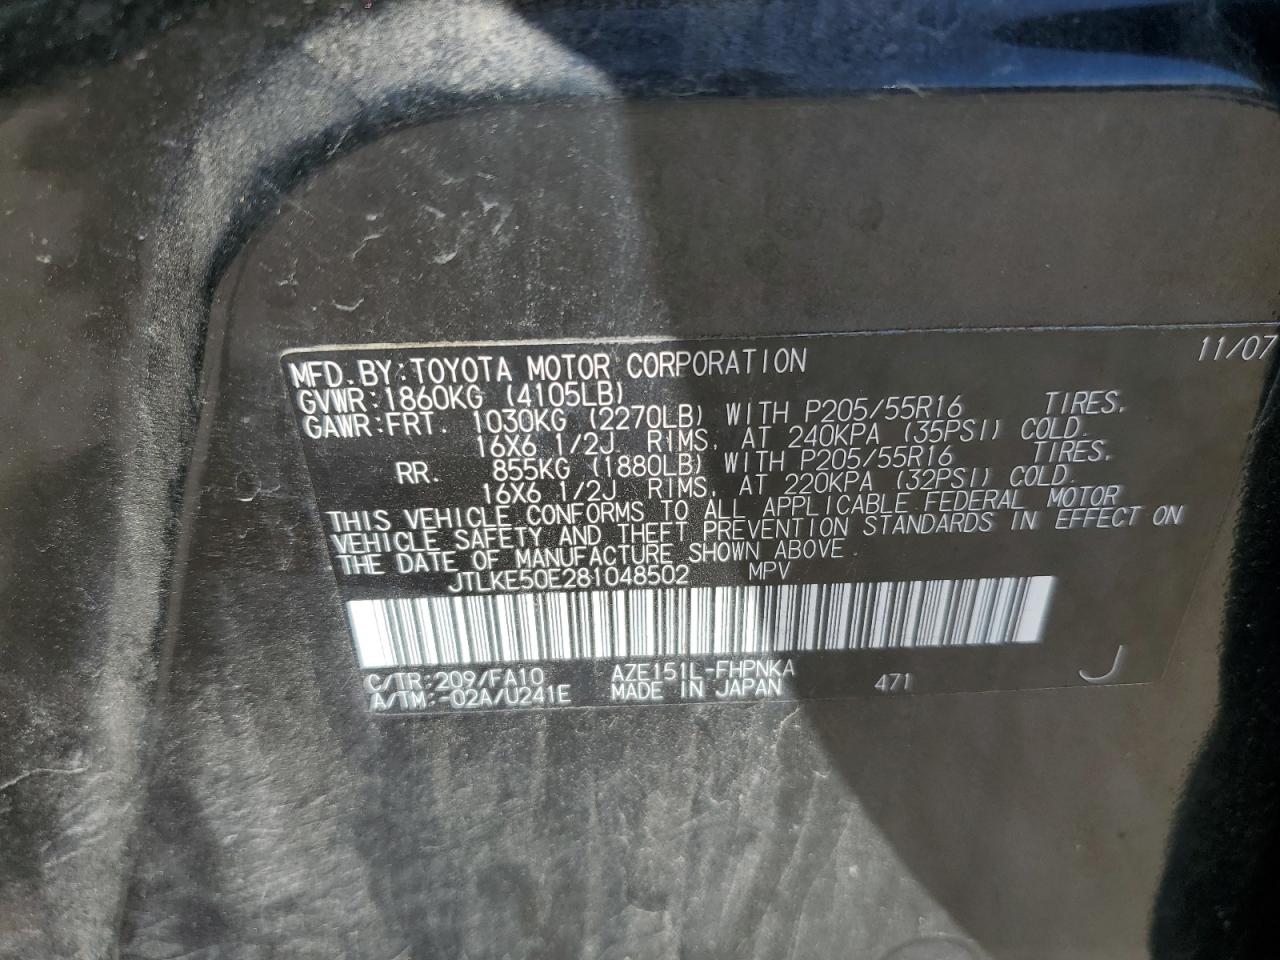 11/07
MFD. BY: TOYOTA MOTOR CORPORATION
GVWR: 1860KG (4105LB)
GAWR: FRT. 1030KG (2270LB) WITH P205/55R16 TIRES,
16X6 1/2J RIMS, AT 240KPA (35PSI) COLD.
RR. 855KG (1880LB) WITH P205/55R16 TIRES,
16X6 1/2J RIMS, AT 220KPA (32PSI) COLD.
THIS VEHICLE CONFORMS TO ALL APPLICABLE FEDERAL MOTOR
VEHICLE SAFETY AND THEFT PREVENTION STANDARDS IN EFFECT ON
THE DATE OF MANUFACTURE SHOWN ABOVE.
JTLKE50E281048502 MPV
C/TR: 209/FA10 AZE151L-FHPNKA
A/TM: -02A/U241E MADE IN JAPAN 471
J